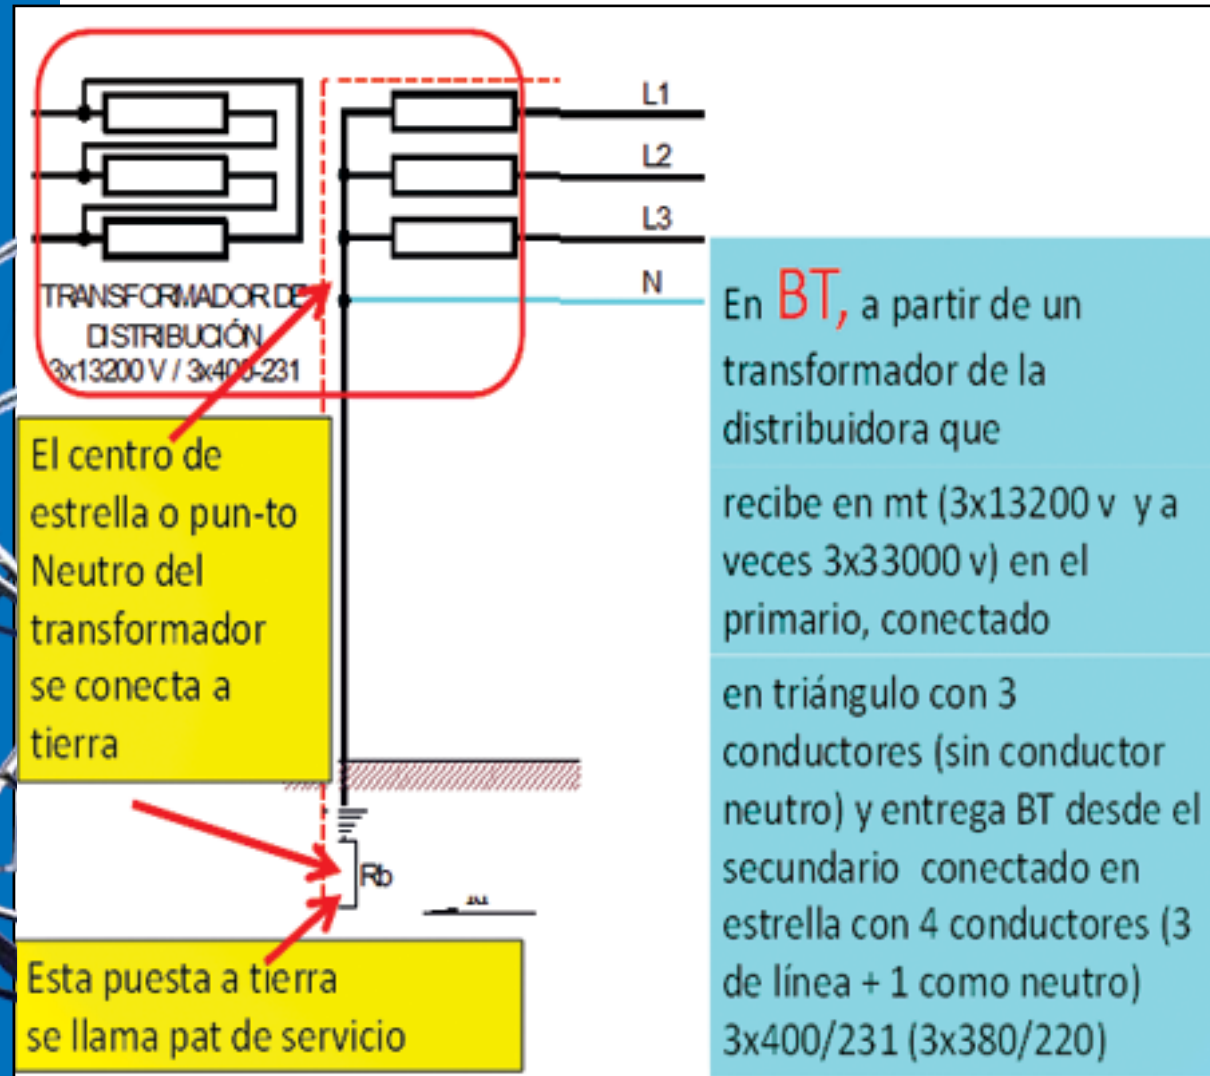 L1
L2
L3
N
TRANSFORMADOR DE
DISTRIBUCIÓN
3x13200 V / 3x400-231
El centro de
estrella o pun-to
Neutro del
transformador
se conecta a
tierra
Rb
Esta puesta a tierra
se llama pat de servicio
En BT, a partir de un
transformador de la
distribuidora que
recibe en mt (3x13200 v y a
veces 3x33000 v) en el
primario, conectado
en triángulo con 3
conductores (sin conductor
neutro) y entrega BT desde el
secundario conectado en
estrella con 4 conductores (3
de línea + 1 como neutro)
3x400/231 (3x380/220)